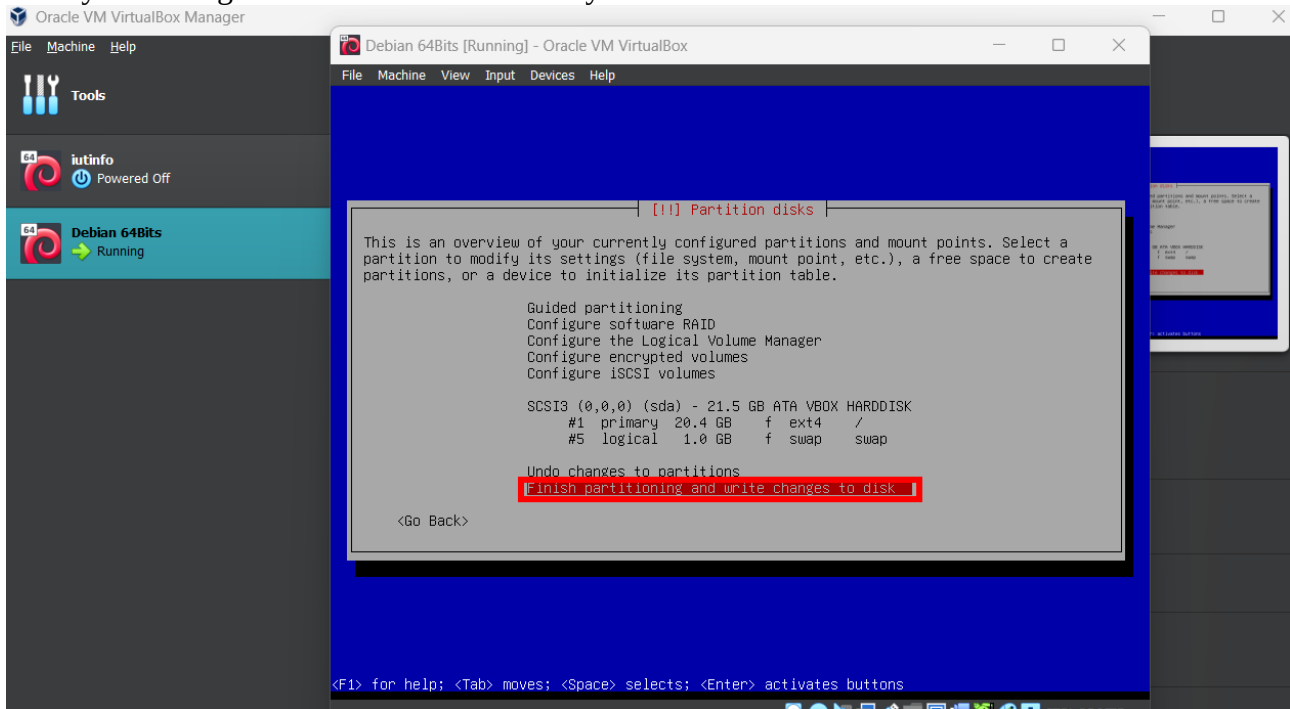 Oracle VM VirtualBox Manager
File Machine Help
Tools
64
iutinfo
Powered Off
64
Debian 64Bits
Running
Debian 64Bits [Running] - Oracle VM VirtualBox
File Machine View Input Devices Help
[!!] Partition disks
This is an overview of your currently configured partitions and mount points. Select a
partition to modify its settings (file system, mount point, etc.), a free space to create
partitions, or a device to initialize its partition table.
Guided partitioning
Configure software RAID
Configure the Logical Volume Manager
Configure encrypted volumes
Configure iSCSI volumes
SCSI3 (0,0,0) (sda) - 21.5 GB ATA VBOX HARDDISK
#1 primary 20.4 GB f ext4 /
#5 logical 1.0 GB f swap swap
Undo changes to partitions
Finish partitioning and write changes to disk
<Go Back>
<F1> for help; <Tab> moves; <Space> selects; <Enter> activates buttons